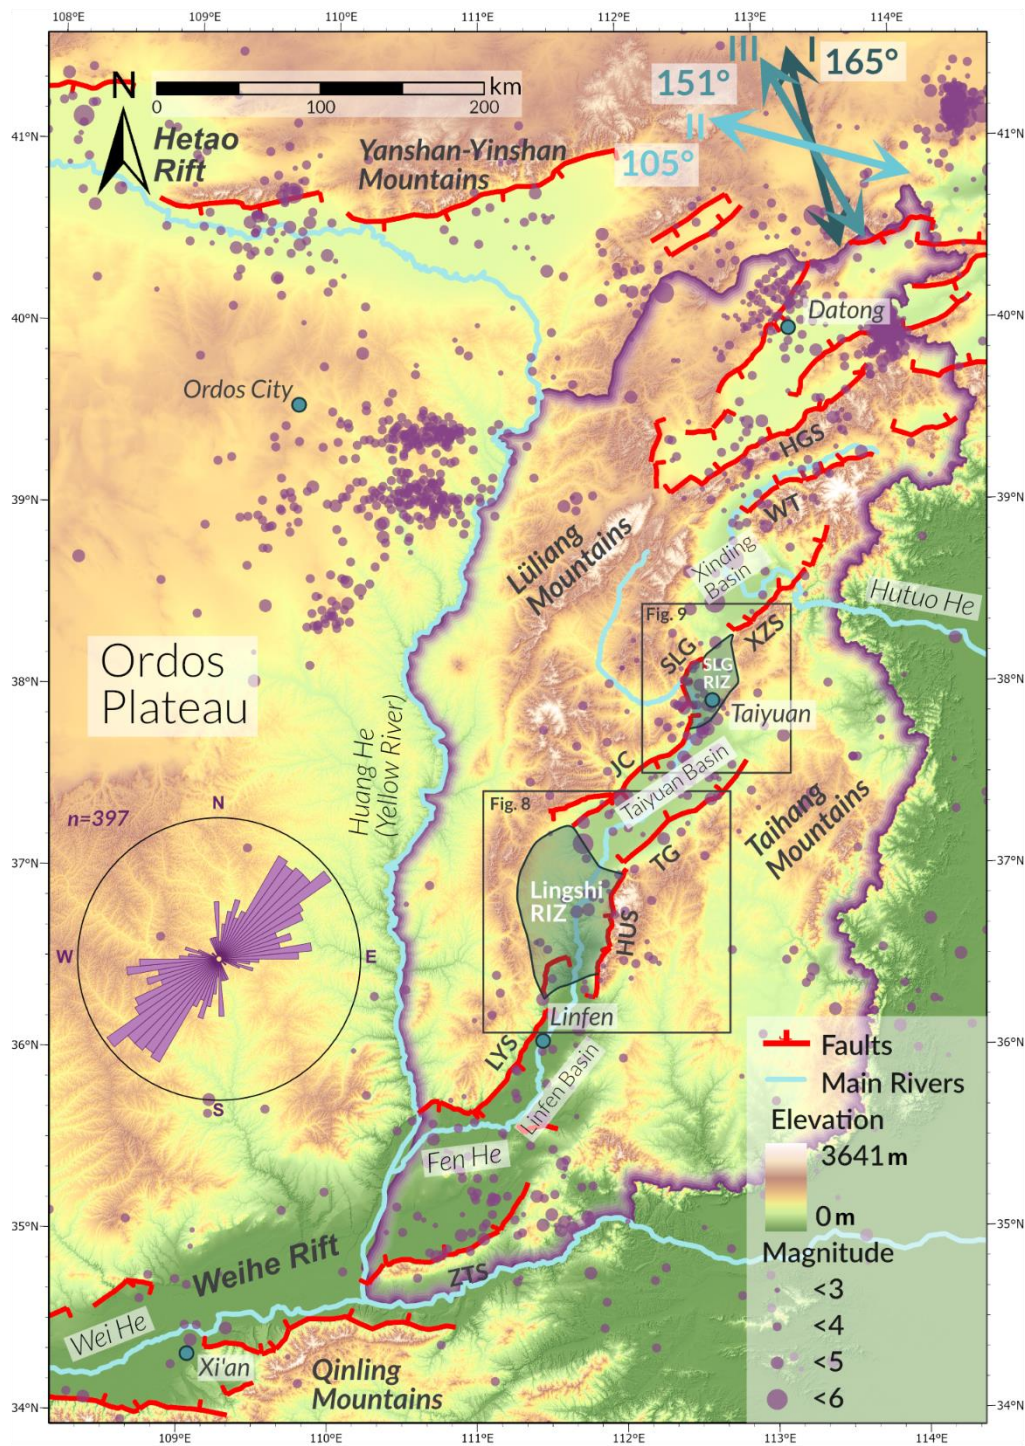 108°E 109°E 110°E 111°E 112°E 113°E 114°E
III
I
165°
151°
II
105°
N
km
0 100 200
41°N
41°N
Hetao
Rift
Yanshan-Yinshan
Mountains
40°N
40°N
Datong
Ordos City
HGS
39°N
39°N
WT
Lüliang
Mountains
Xinding
Basin
Hutuo He
Fig. 9
XZS
SLG
SLG
RIZ
Ordos
Plateau
38°N
38°N
Taiyuan
Huang He
(Yellow River)
JC
Taiyuan Basin
Fig. 8
Taihang
Mountains
n=397
N
37°N
37°N
TG
Lingshi
RIZ
HUS
W
E
Linfen
36°N
36°N
LYS
Linfen Basin
S
Fen He
Faults
Main Rivers
Elevation
3641 m
0 m
35°N
35°N
Weihe Rift
ZTS
Magnitude
<3
<4
<5
<6
Wei He
Xi'an
Qinling
Mountains
34°N
34°N
109°E 110°E 111°E 112°E 113°E 114°E